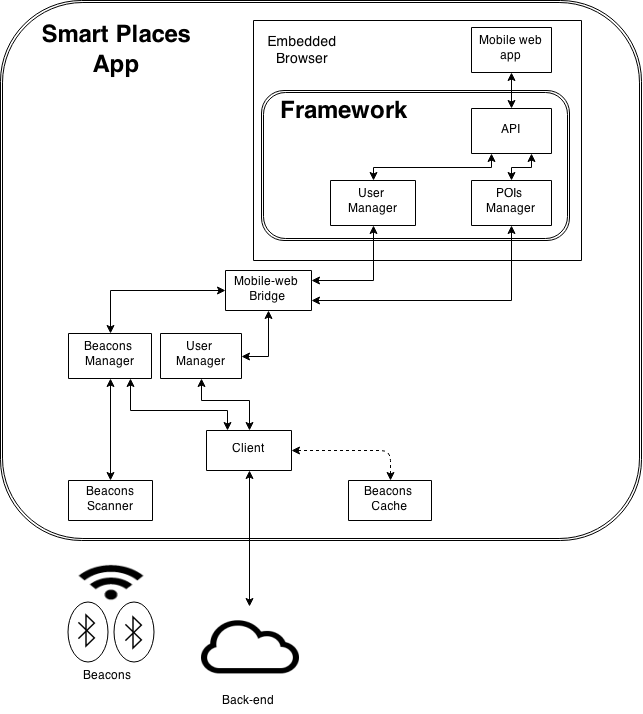 Smart Places
App
Embedded
Browser
Mobile web
app
Framework
API
User
Manager
POIs
Manager
Mobile-web
Bridge
Beacons
Manager
User
Manager
Client
Beacons
Scanner
Beacons
Cache
Beacons
Back-end